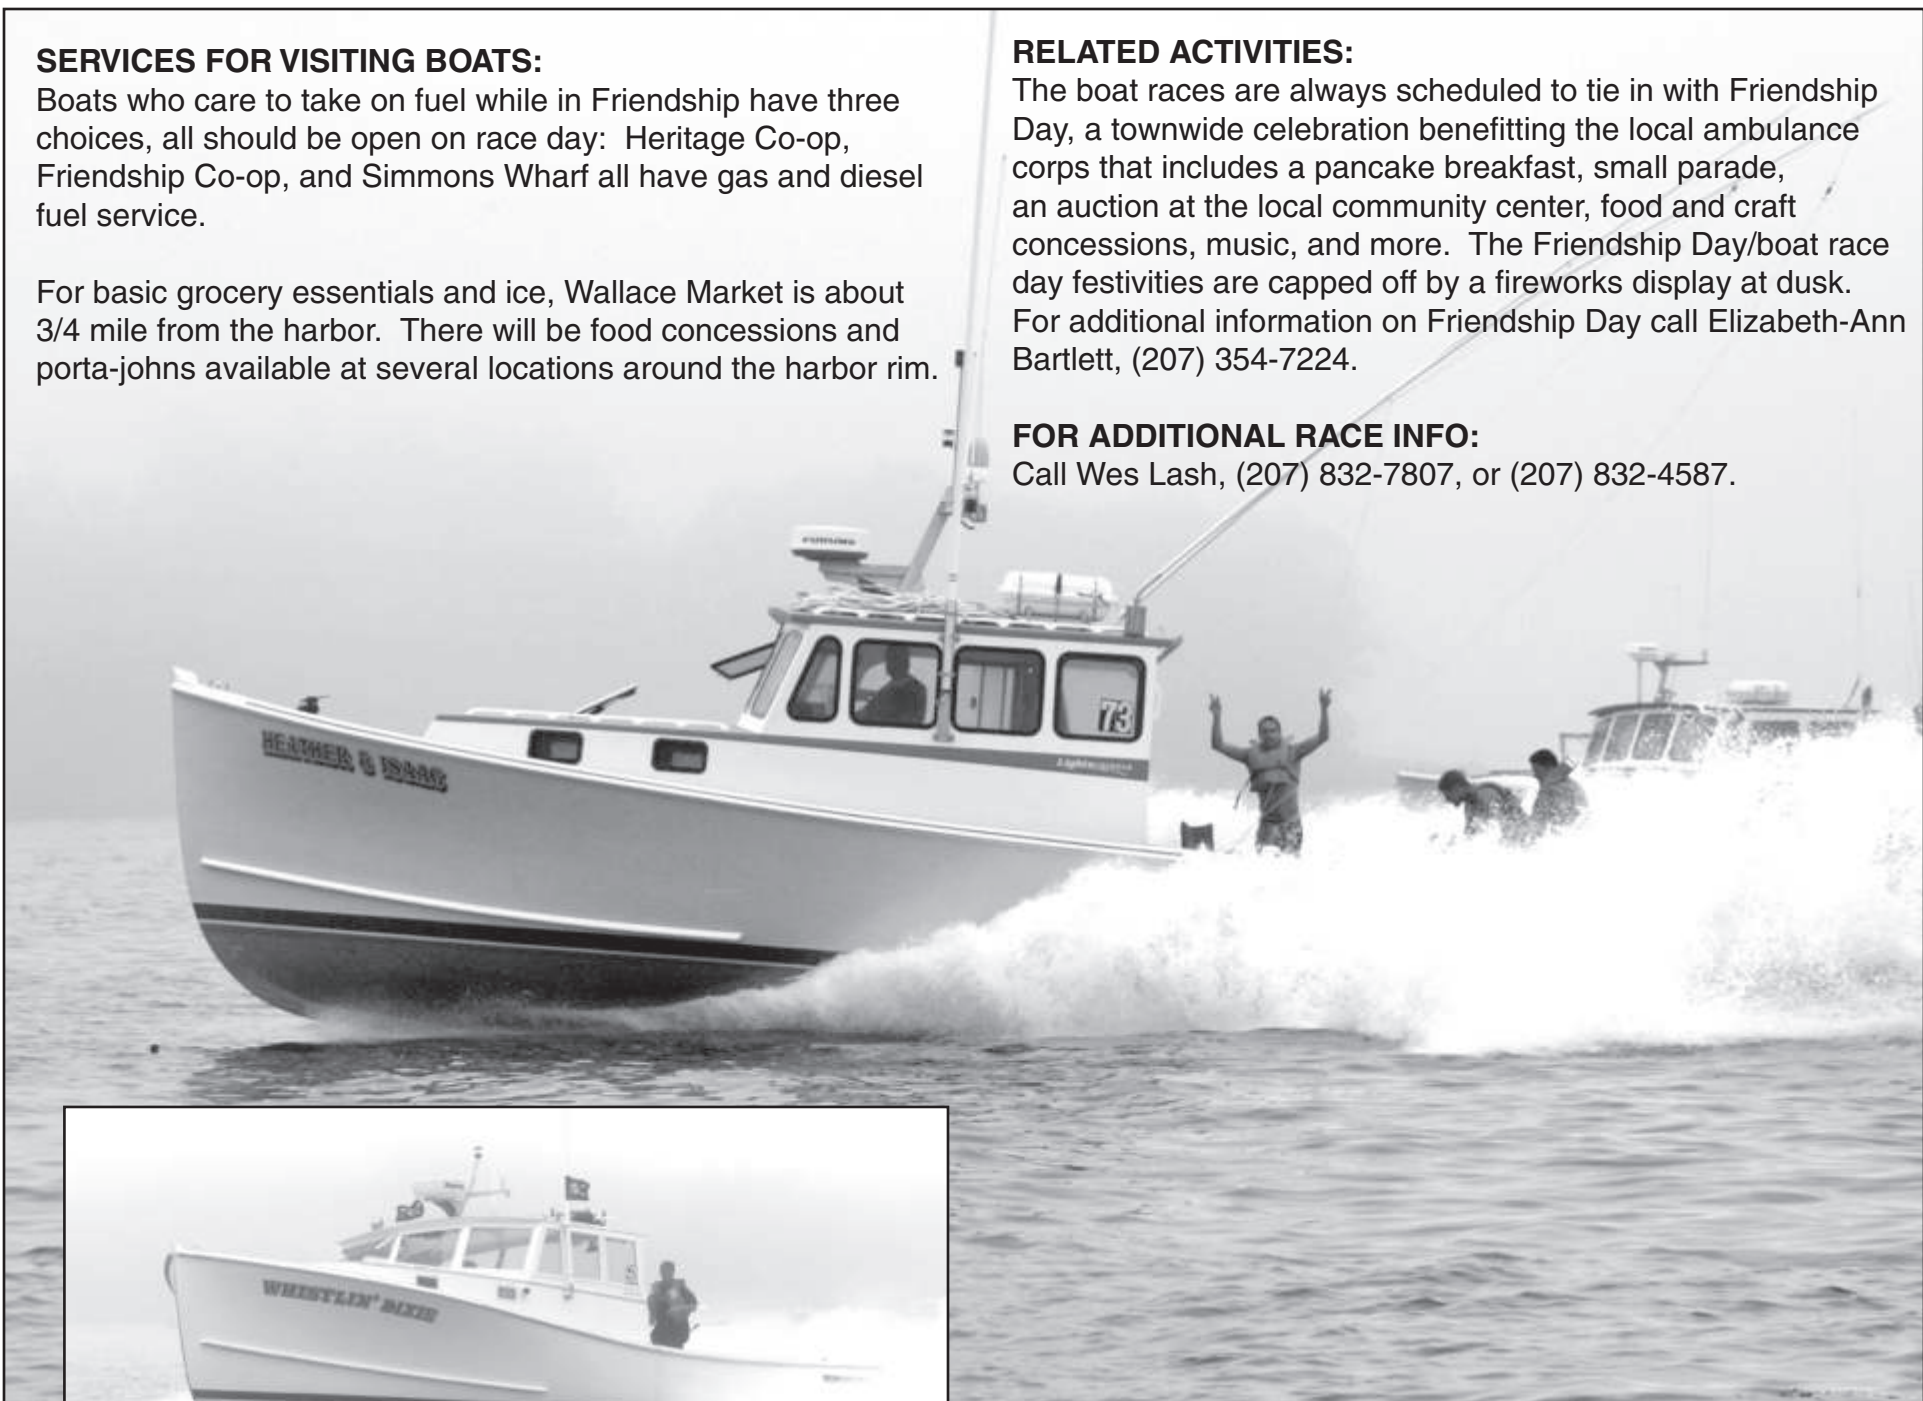 SERVICES FOR VISITING BOATS:
Boats who care to take on fuel while in Friendship have three
choices, all should be open on race day:  Heritage Co-op,
Friendship Co-op, and Simmons Wharf all have gas and diesel
fuel service.
For basic grocery essentials and ice, Wallace Market is about
3/4 mile from the harbor.  There will be food concessions and
porta-johns available at several locations around the harbor rim.
RELATED ACTIVITIES:
The boat races are always scheduled to tie in with Friendship
Day, a townwide celebration benefitting the local ambulance
corps that includes a pancake breakfast, small parade,
an auction at the local community center, food and craft
concessions, music, and more.  The Friendship Day/boat race
day festivities are capped off by a fireworks display at dusk.
For additional information on Friendship Day call Elizabeth-Ann
Bartlett, (207) 354-7224.
FOR ADDITIONAL RACE INFO:
Call Wes Lash, (207) 832-7807, or (207) 832-4587.
FURUNO
73
HEATHER & ISAAC
WHISTLIN' DIXIE